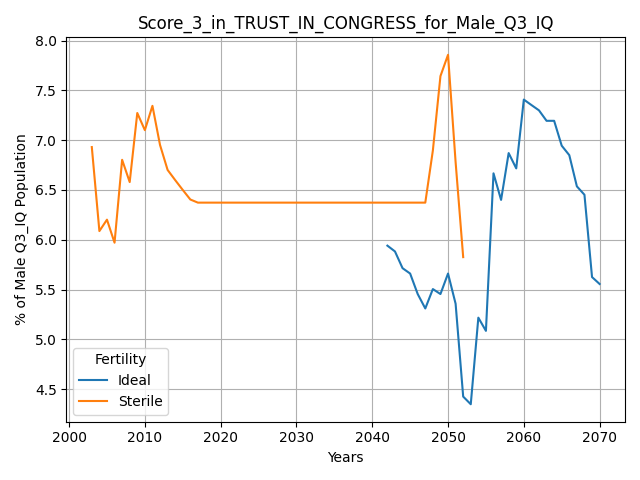 Score_3_in_TRUST_IN_CONGRESS_for_Male_Q3_IQ
8.0
7.5
7.0
6.5
6.0
5.5
5.0
4.5
% of Male Q3_IQ Population
Fertility
Ideal
Sterile
2000 2010 2020 2030 2040 2050 2060 2070
Years